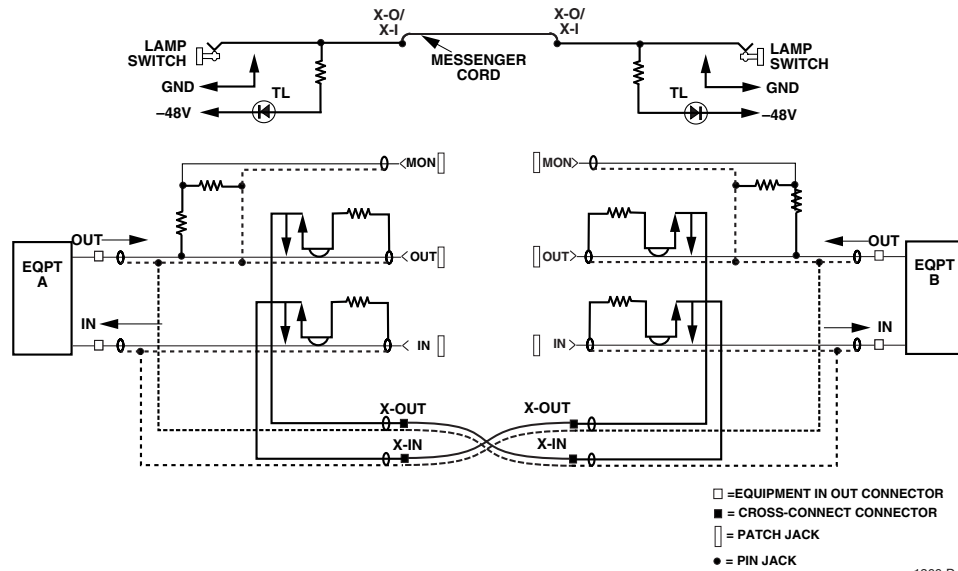 X-O/
X-I
X-O/
X-I
LAMP
SWITCH
MESSENGER
CORD
LAMP
SWITCH
GND
TL
–48V
TL
GND
–48V
MON
MON
OUT
OUT
OUT
OUT
EQPT
A
EQPT
B
IN
IN
IN
IN
X-OUT
X-OUT
X-IN
X-IN
=EQUIPMENT IN OUT CONNECTOR
= CROSS-CONNECT CONNECTOR
= PATCH JACK
= PIN JACK